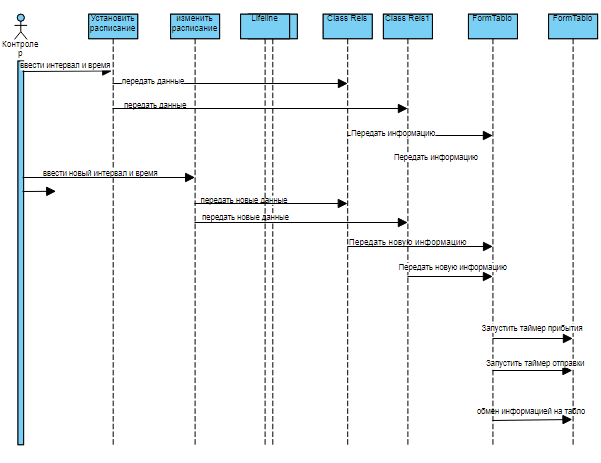 Установить
расписание
изменить
расписание
Lifeline
Class Reis
Class Reis1
FormTablo
FormTablo
Контроле
р
ввести интервал и время
передать данные
передать данные
Передать информацию
Передать информацию
ввести новый интервал и время
передать новые данные
передать новые данные
Передать новую информацию
Передать новую информацию
Запустить таймер прибытия
Запустить таймер отправки
обмен информацией на табло